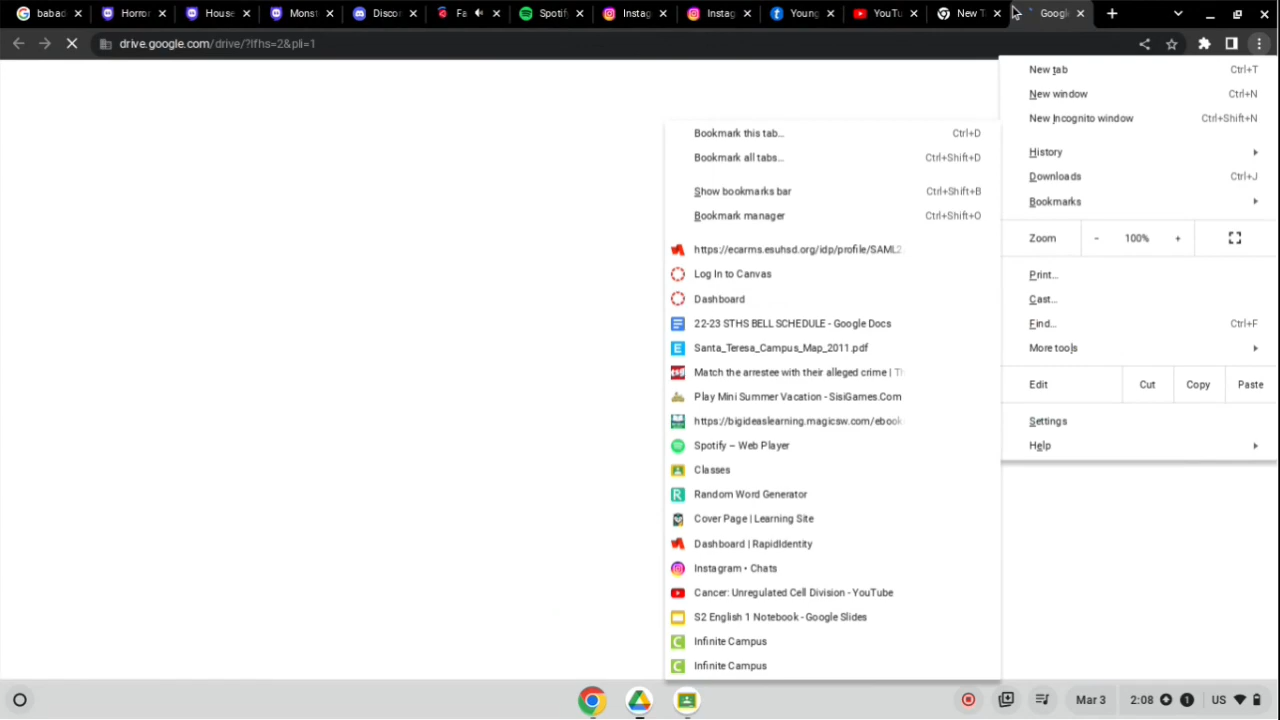 babac
Horror
House
Monst
Discor
Fa
Spotif
Instag
Instag
Young
YouTu
New T
Google
drive.google.com/drive/?lfhs=2&pli=1
New tab Ctrl+T
New window Ctrl+N
New Incognito window Ctrl+Shift+N
History
Downloads Ctrl+J
Bookmarks
Zoom - 100% +
Print...
Cast...
Find... Ctrl+F
More tools
Edit Cut Copy Paste
Settings
Help
Bookmark this tab... Ctrl+D
Bookmark all tabs... Ctrl+Shift+D
Show bookmarks bar Ctrl+Shift+B
Bookmark manager Ctrl+Shift+O
https://ecarms.esuhsd.org/idp/profile/SAML2
Log In to Canvas
Dashboard
22-23 STHS BELL SCHEDULE - Google Docs
Santa_Teresa_Campus_Map_2011.pdf
Match the arrestee with their alleged crime | Th
Play Mini Summer Vacation - SisiGames.Com
https://bigideaslearning.magicsw.com/ebook
Spotify – Web Player
Classes
Random Word Generator
Cover Page | Learning Site
Dashboard | RapidIdentity
Instagram • Chats
Cancer: Unregulated Cell Division - YouTube
S2 English 1 Notebook - Google Slides
Infinite Campus
Infinite Campus
Mar 3 2:08 US